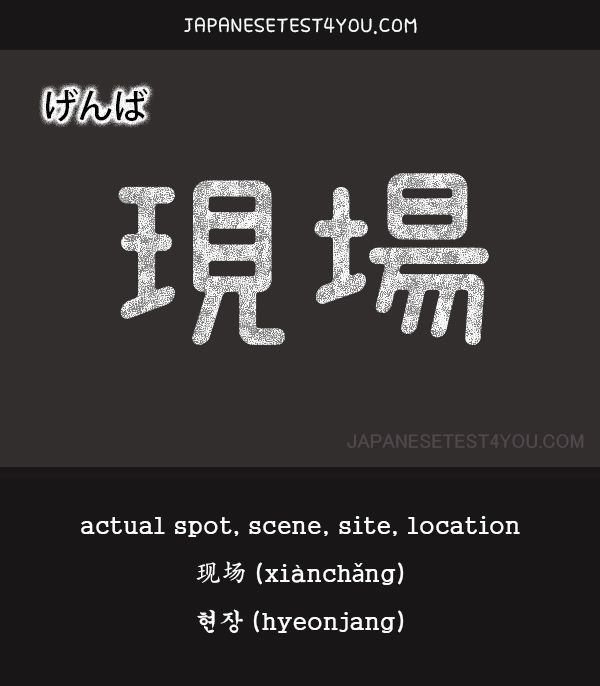 JAPANESETEST4YOU.COM
げんば
現場
JAPANESETEST4YOU.COM
actual spot, scene, site, location
现场 (xiànchǎng)
현장 (hyeonjang)